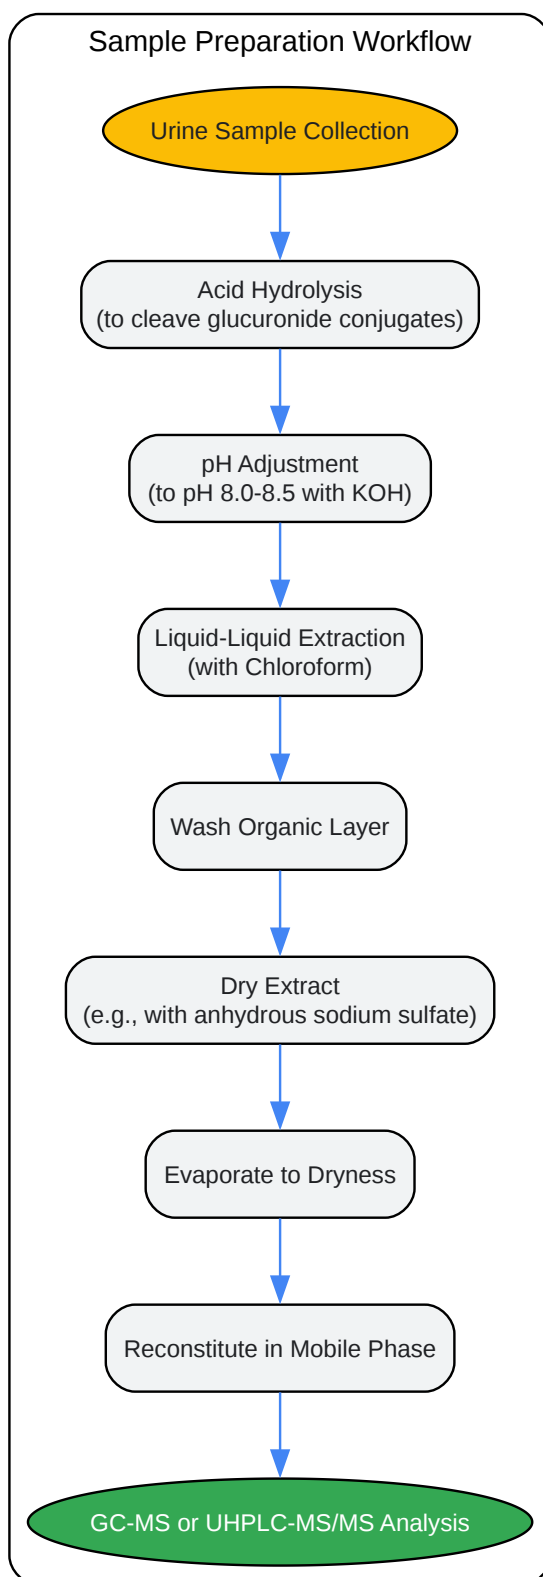 Sample Preparation Workflow
Urine Sample Collection
Acid Hydrolysis
(to cleave glucuronide conjugates)
pH Adjustment
(to pH 8.0-8.5 with KOH)
Liquid-Liquid Extraction
(with Chloroform)
Wash Organic Layer
Dry Extract
(e.g., with anhydrous sodium sulfate)
Evaporate to Dryness
Reconstitute in Mobile Phase
GC-MS or UHPLC-MS/MS Analysis